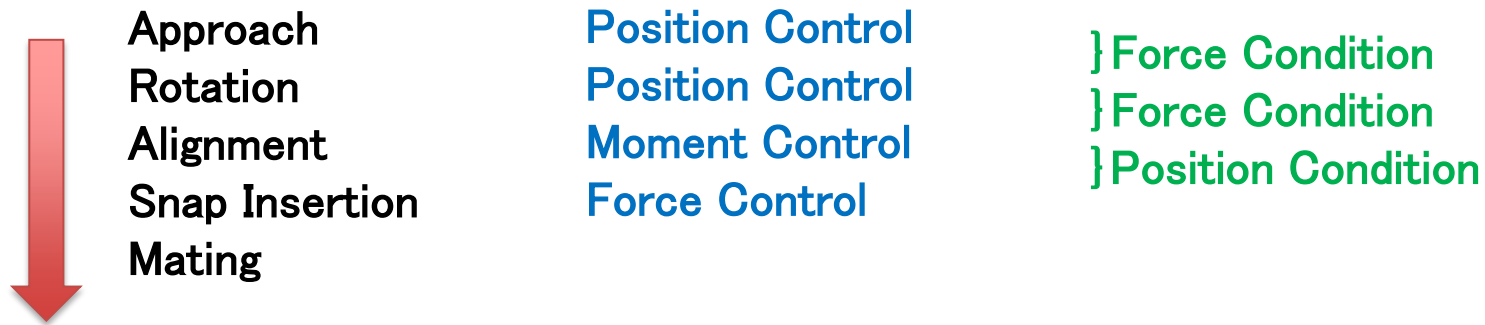 Approach
Rotation
Alignment
Snap Insertion
Mating
Position Control
Position Control
Moment Control
Force Control
}Force Condition
}Force Condition
}Position Condition